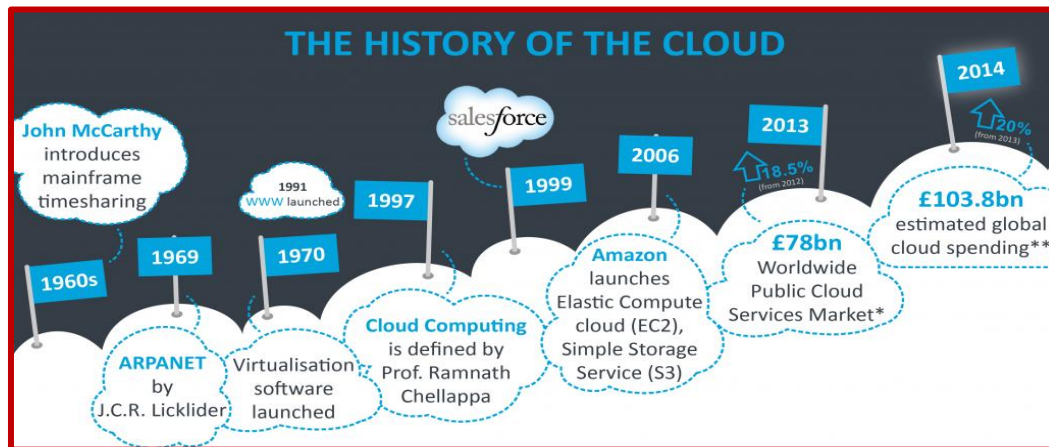 THE HISTORY OF THE CLOUD
1960s
John McCarthy
introduces
mainframe
timesharing
1969
ARPANET
by
J.C.R. Licklider
1970
Virtualisation
software
launched
1991
WWW launched
1997
Cloud Computing
is defined by
Prof. Ramnath
Chellappa
1999
salesforce
2006
Amazon
launches
Elastic Compute
cloud (EC2),
Simple Storage
Service (S3)
2013
18.5%
(from 2012)
£78bn
Worldwide
Public Cloud
Services Market*
2014
20%
(from 2013)
£103.8bn
estimated global
cloud spending**